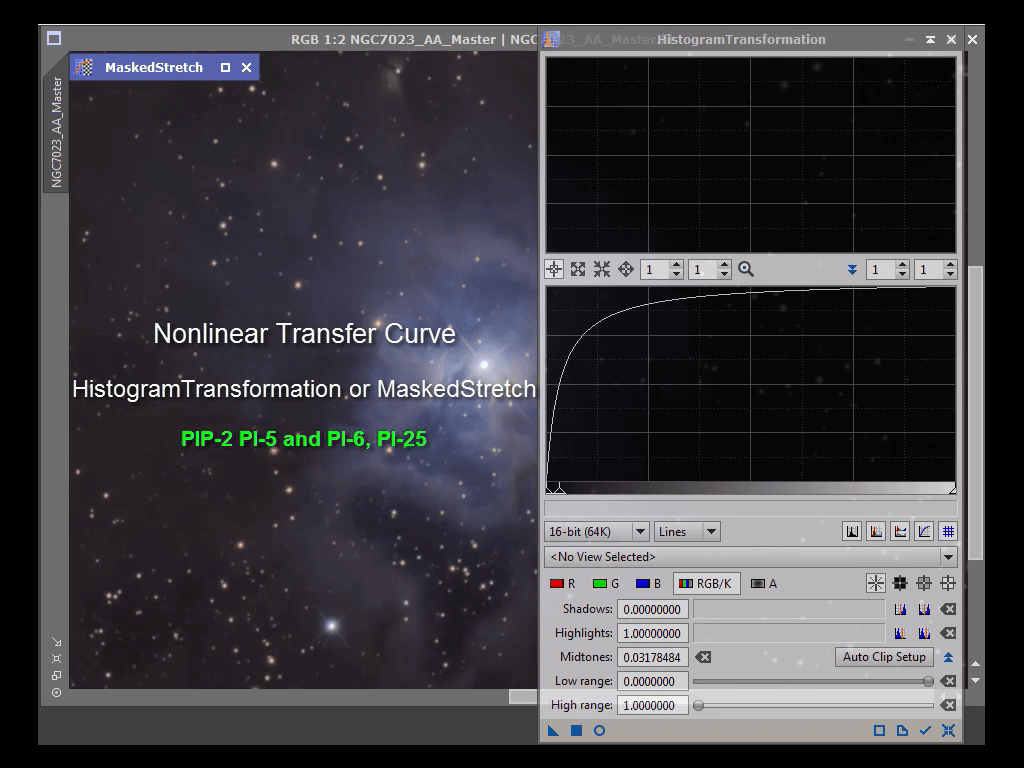 RGB 1:2 NGC7023_AA_Master | NGC
23_AA_Master
HistogramTransformation
MaskedStretch
NGC7023_AA_Master
1
1
1
1
Nonlinear Transfer Curve
HistogramTransformation or MaskedStretch
PIP-2 PI-5 and PI-6, PI-25
16-bit (64K)
Lines
<No View Selected>
R G B RGB/K A
Shadows: 0.00000000
Highlights: 1.00000000
Midtones: 0.03178484 Auto Clip Setup
Low range: 0.0000000
High range: 1.0000000